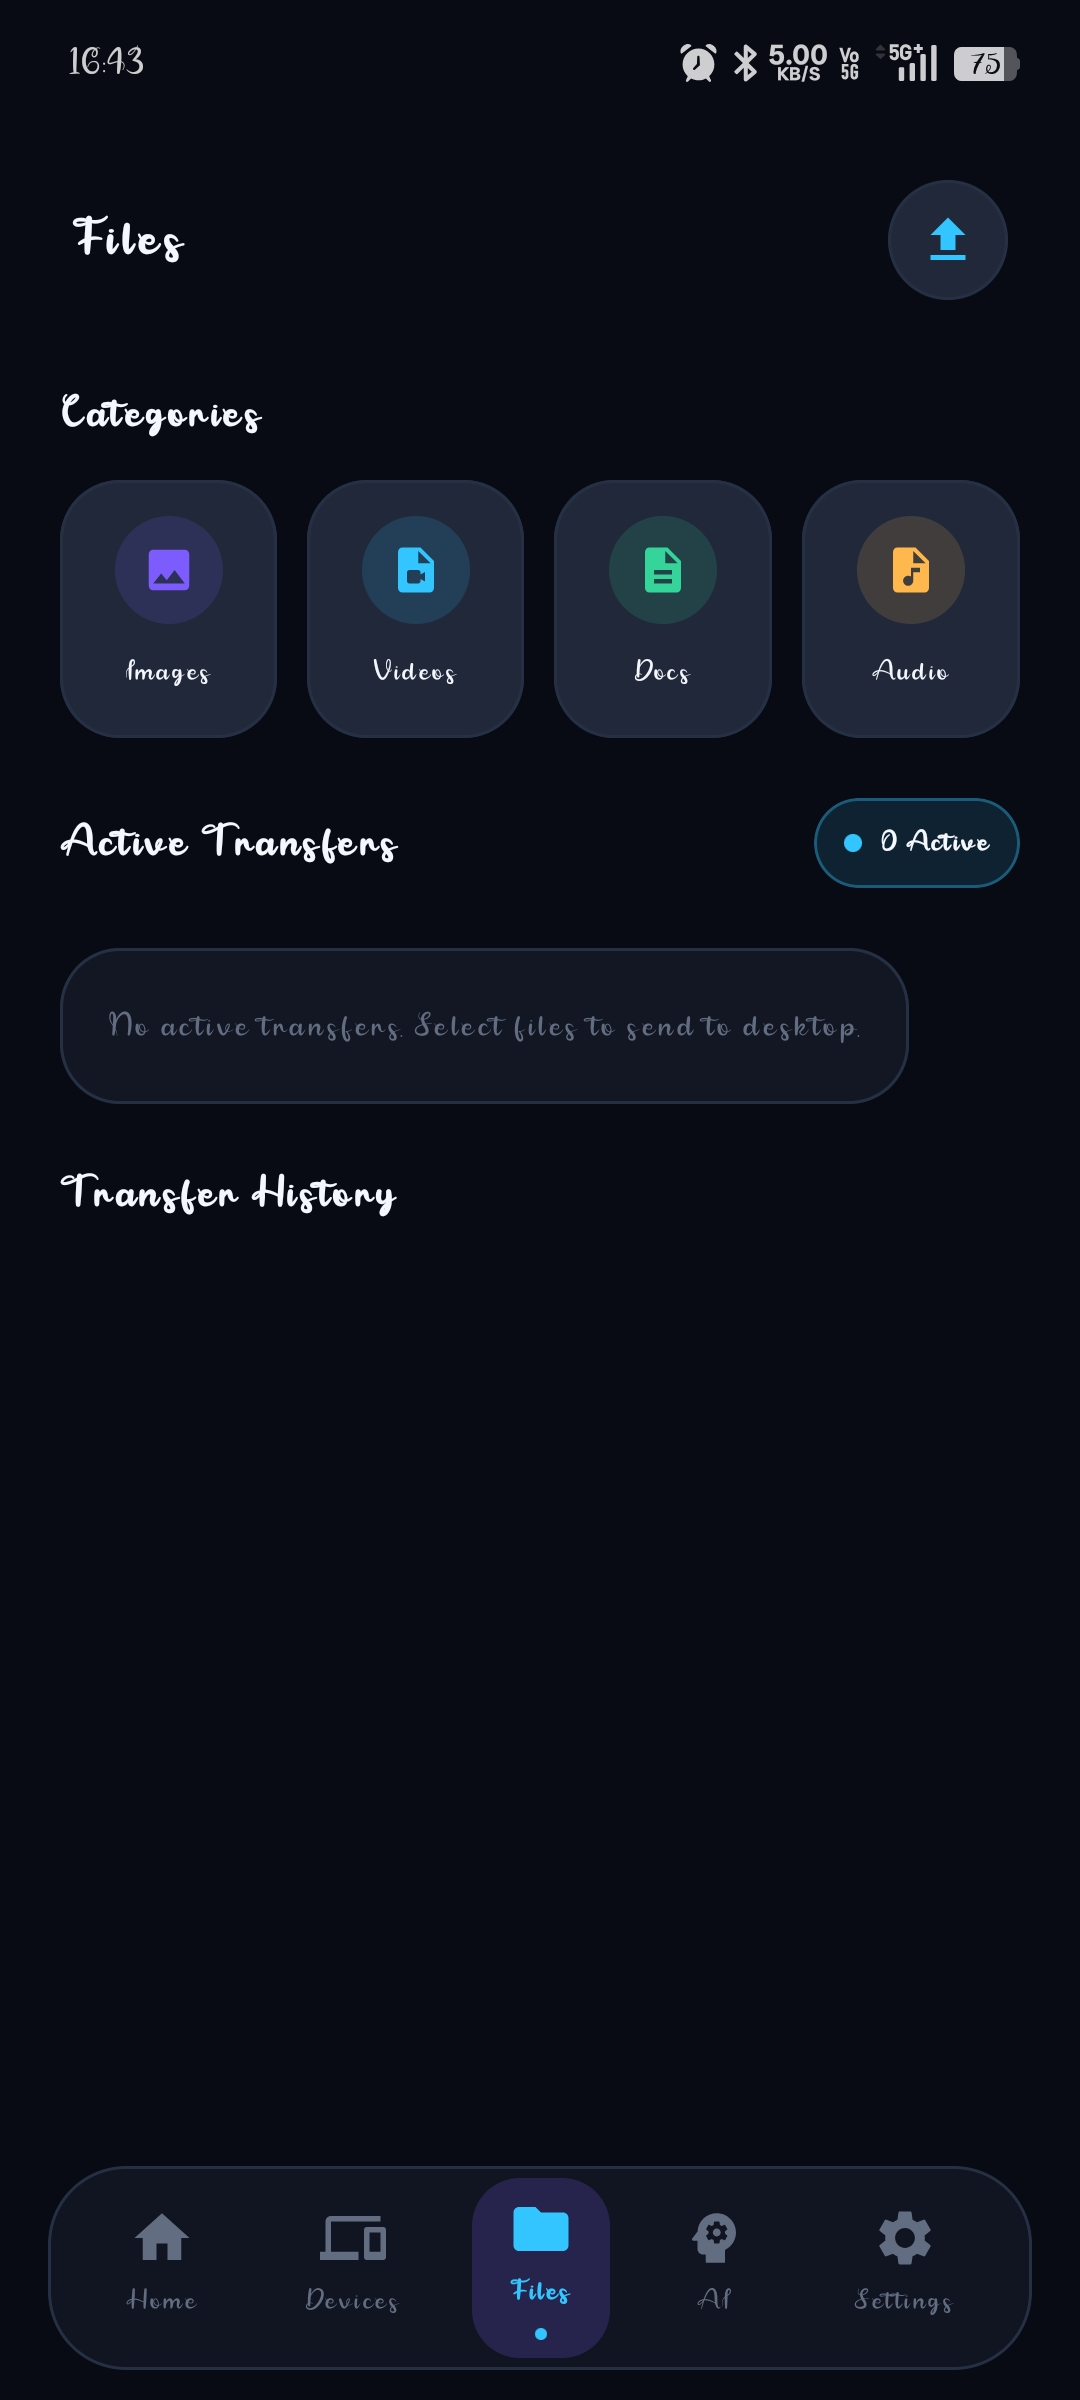 16:43
5.00 KB/S
Vo 5G
5G+
75
Files
Categories
Images
Videos
Docs
Audio
Active Transfers
0 Active
No active transfers. Select files to send to desktop.
Transfer History
Home
Devices
Files
AI
Settings